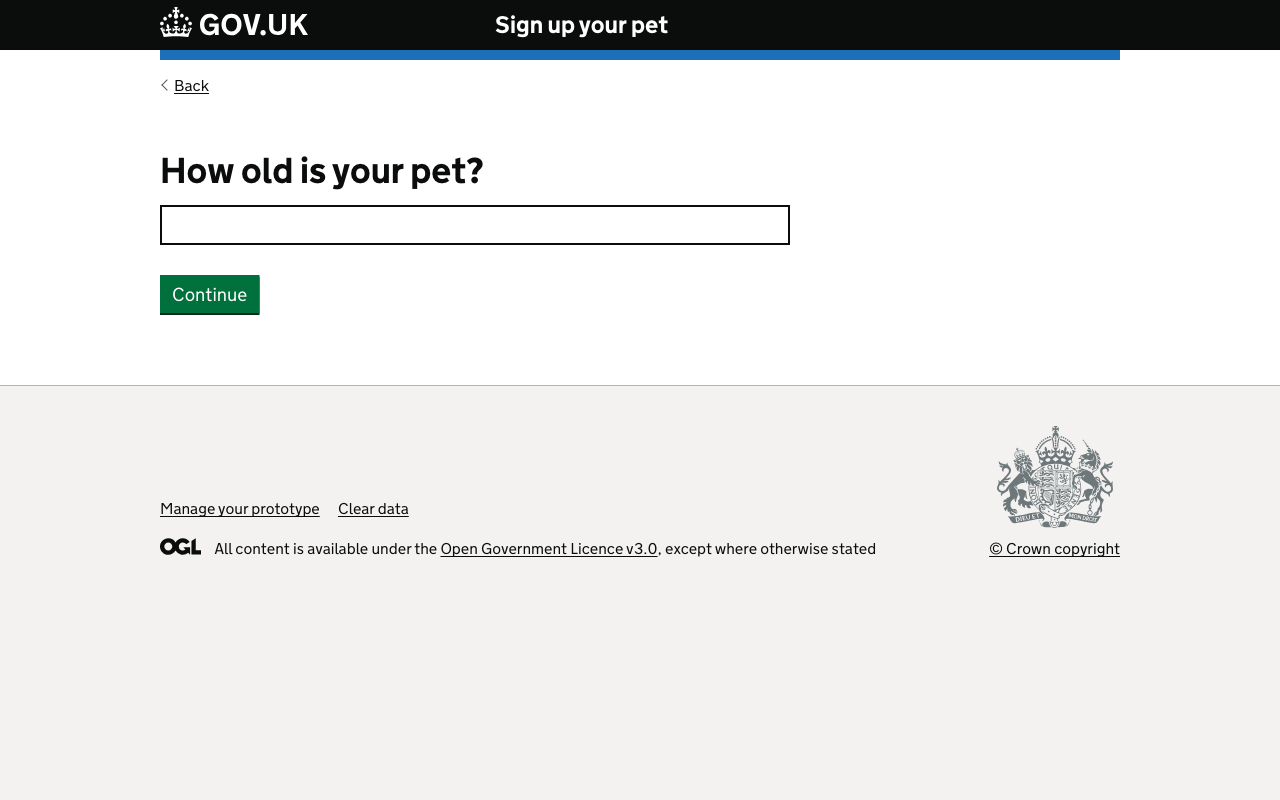 GOV.UK
Sign up your pet
Back
How old is your pet?
Continue
Manage your prototype
Clear data
OGL All content is available under the Open Government Licence v3.0, except where otherwise stated
© Crown copyright